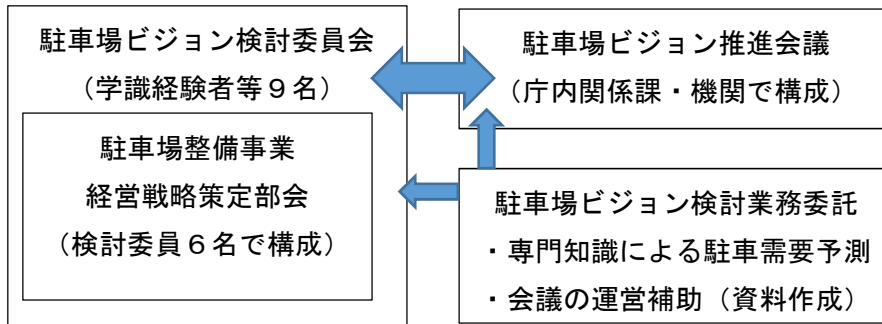 駐車場ビジョン検討委員会
（学識経験者等９名）
駐車場整備事業
経営戦略策定部会
（検討委員６名で構成）
駐車場ビジョン推進会議
（庁内関係課・機関で構成）
駐車場ビジョン検討業務委託
・専門知識による駐車需要予測
・会議の運営補助（資料作成）